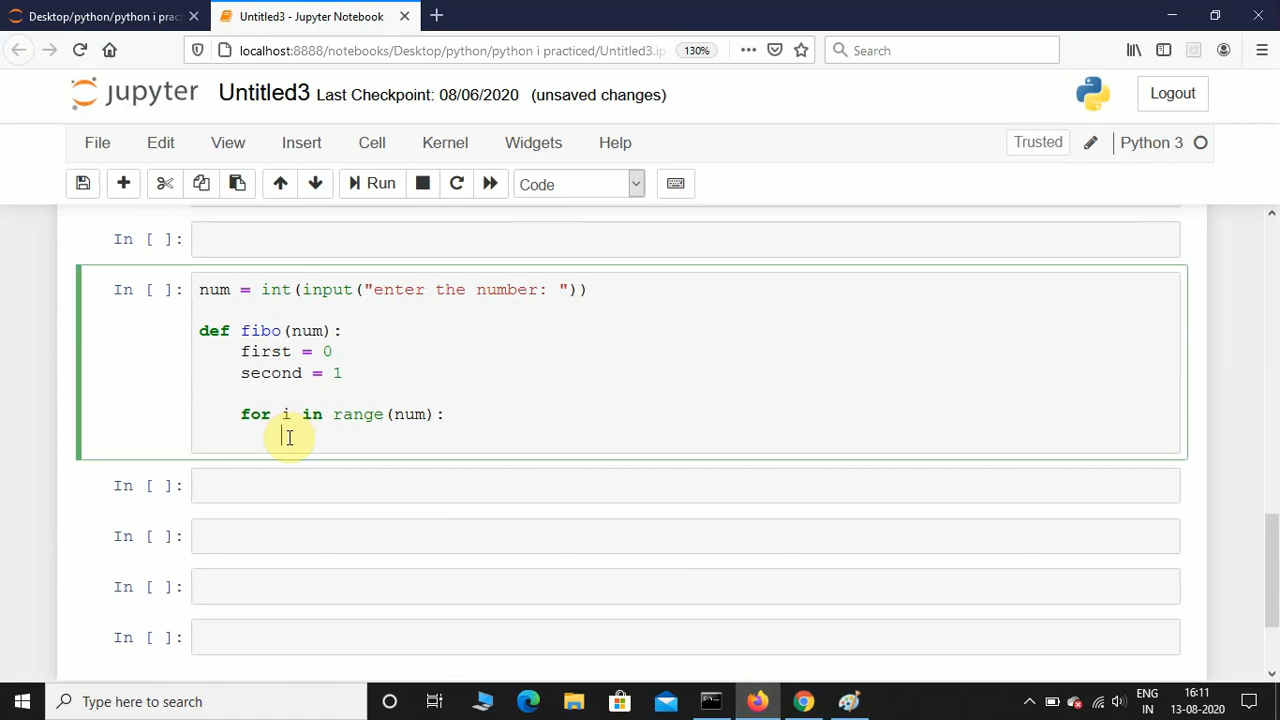 Desktop/python/python i prac
Untitled3 - Jupyter Notebook
localhost:8888/notebooks/Desktop/python/python i practiced/Untitled3.ip
130%
Search
jupyter Untitled3 Last Checkpoint: 08/06/2020 (unsaved changes)
Logout
File Edit View Insert Cell Kernel Widgets Help
Trusted
Python 3
Run
Code
In [ ]:
In [ ]: num = int(input("enter the number: "))
def fibo(num):
first = 0
second = 1
for i in range(num):
In [ ]:
In [ ]:
In [ ]:
In [ ]:
Type here to search
ENG
IN
16:11
13-08-2020